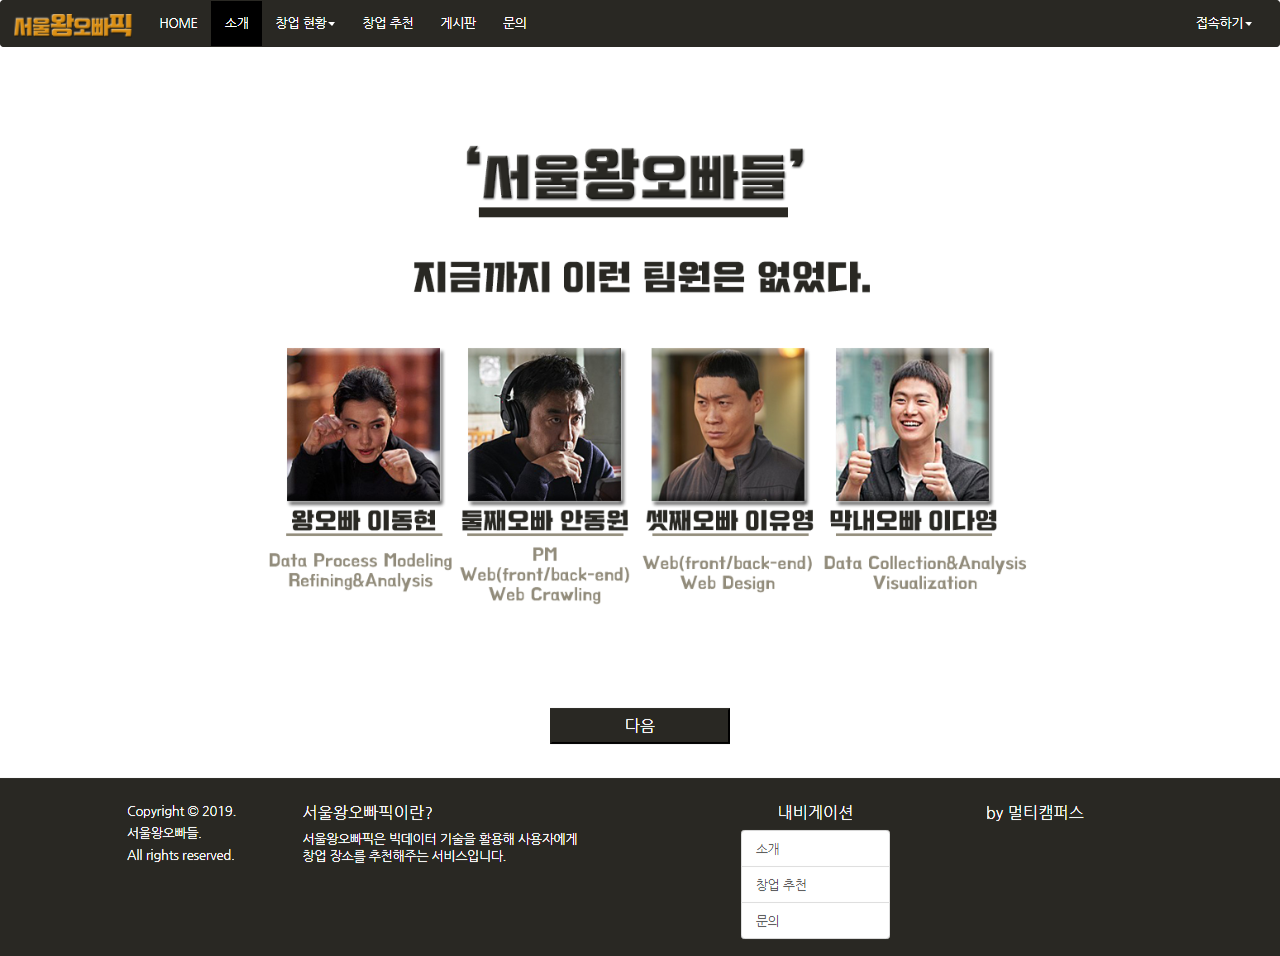 서울왕오빠픽 HOME 소개 창업 현황 창업 추천 게시판 문의 접속하기
‘서울왕오빠들’
지금까지 이런 팀원은 없었다.
왕오빠 이동현
Data Process Modeling
Refining&Analysis
둘째오빠 안동원
PM
Web(front/back-end)
Web Crawling
셋째오빠 이유영
Web(front/back-end)
Web Design
막내오빠 이다영
Data Collection&Analysis
Visualization
다음
Copyright © 2019.
서울왕오빠들.
All rights reserved.
서울왕오빠픽이란?
서울왕오빠픽은 빅데이터 기술을 활용해 사용자에게
창업 장소를 추천해주는 서비스입니다.
내비게이션
소개
창업 추천
문의
by 멀티캠퍼스